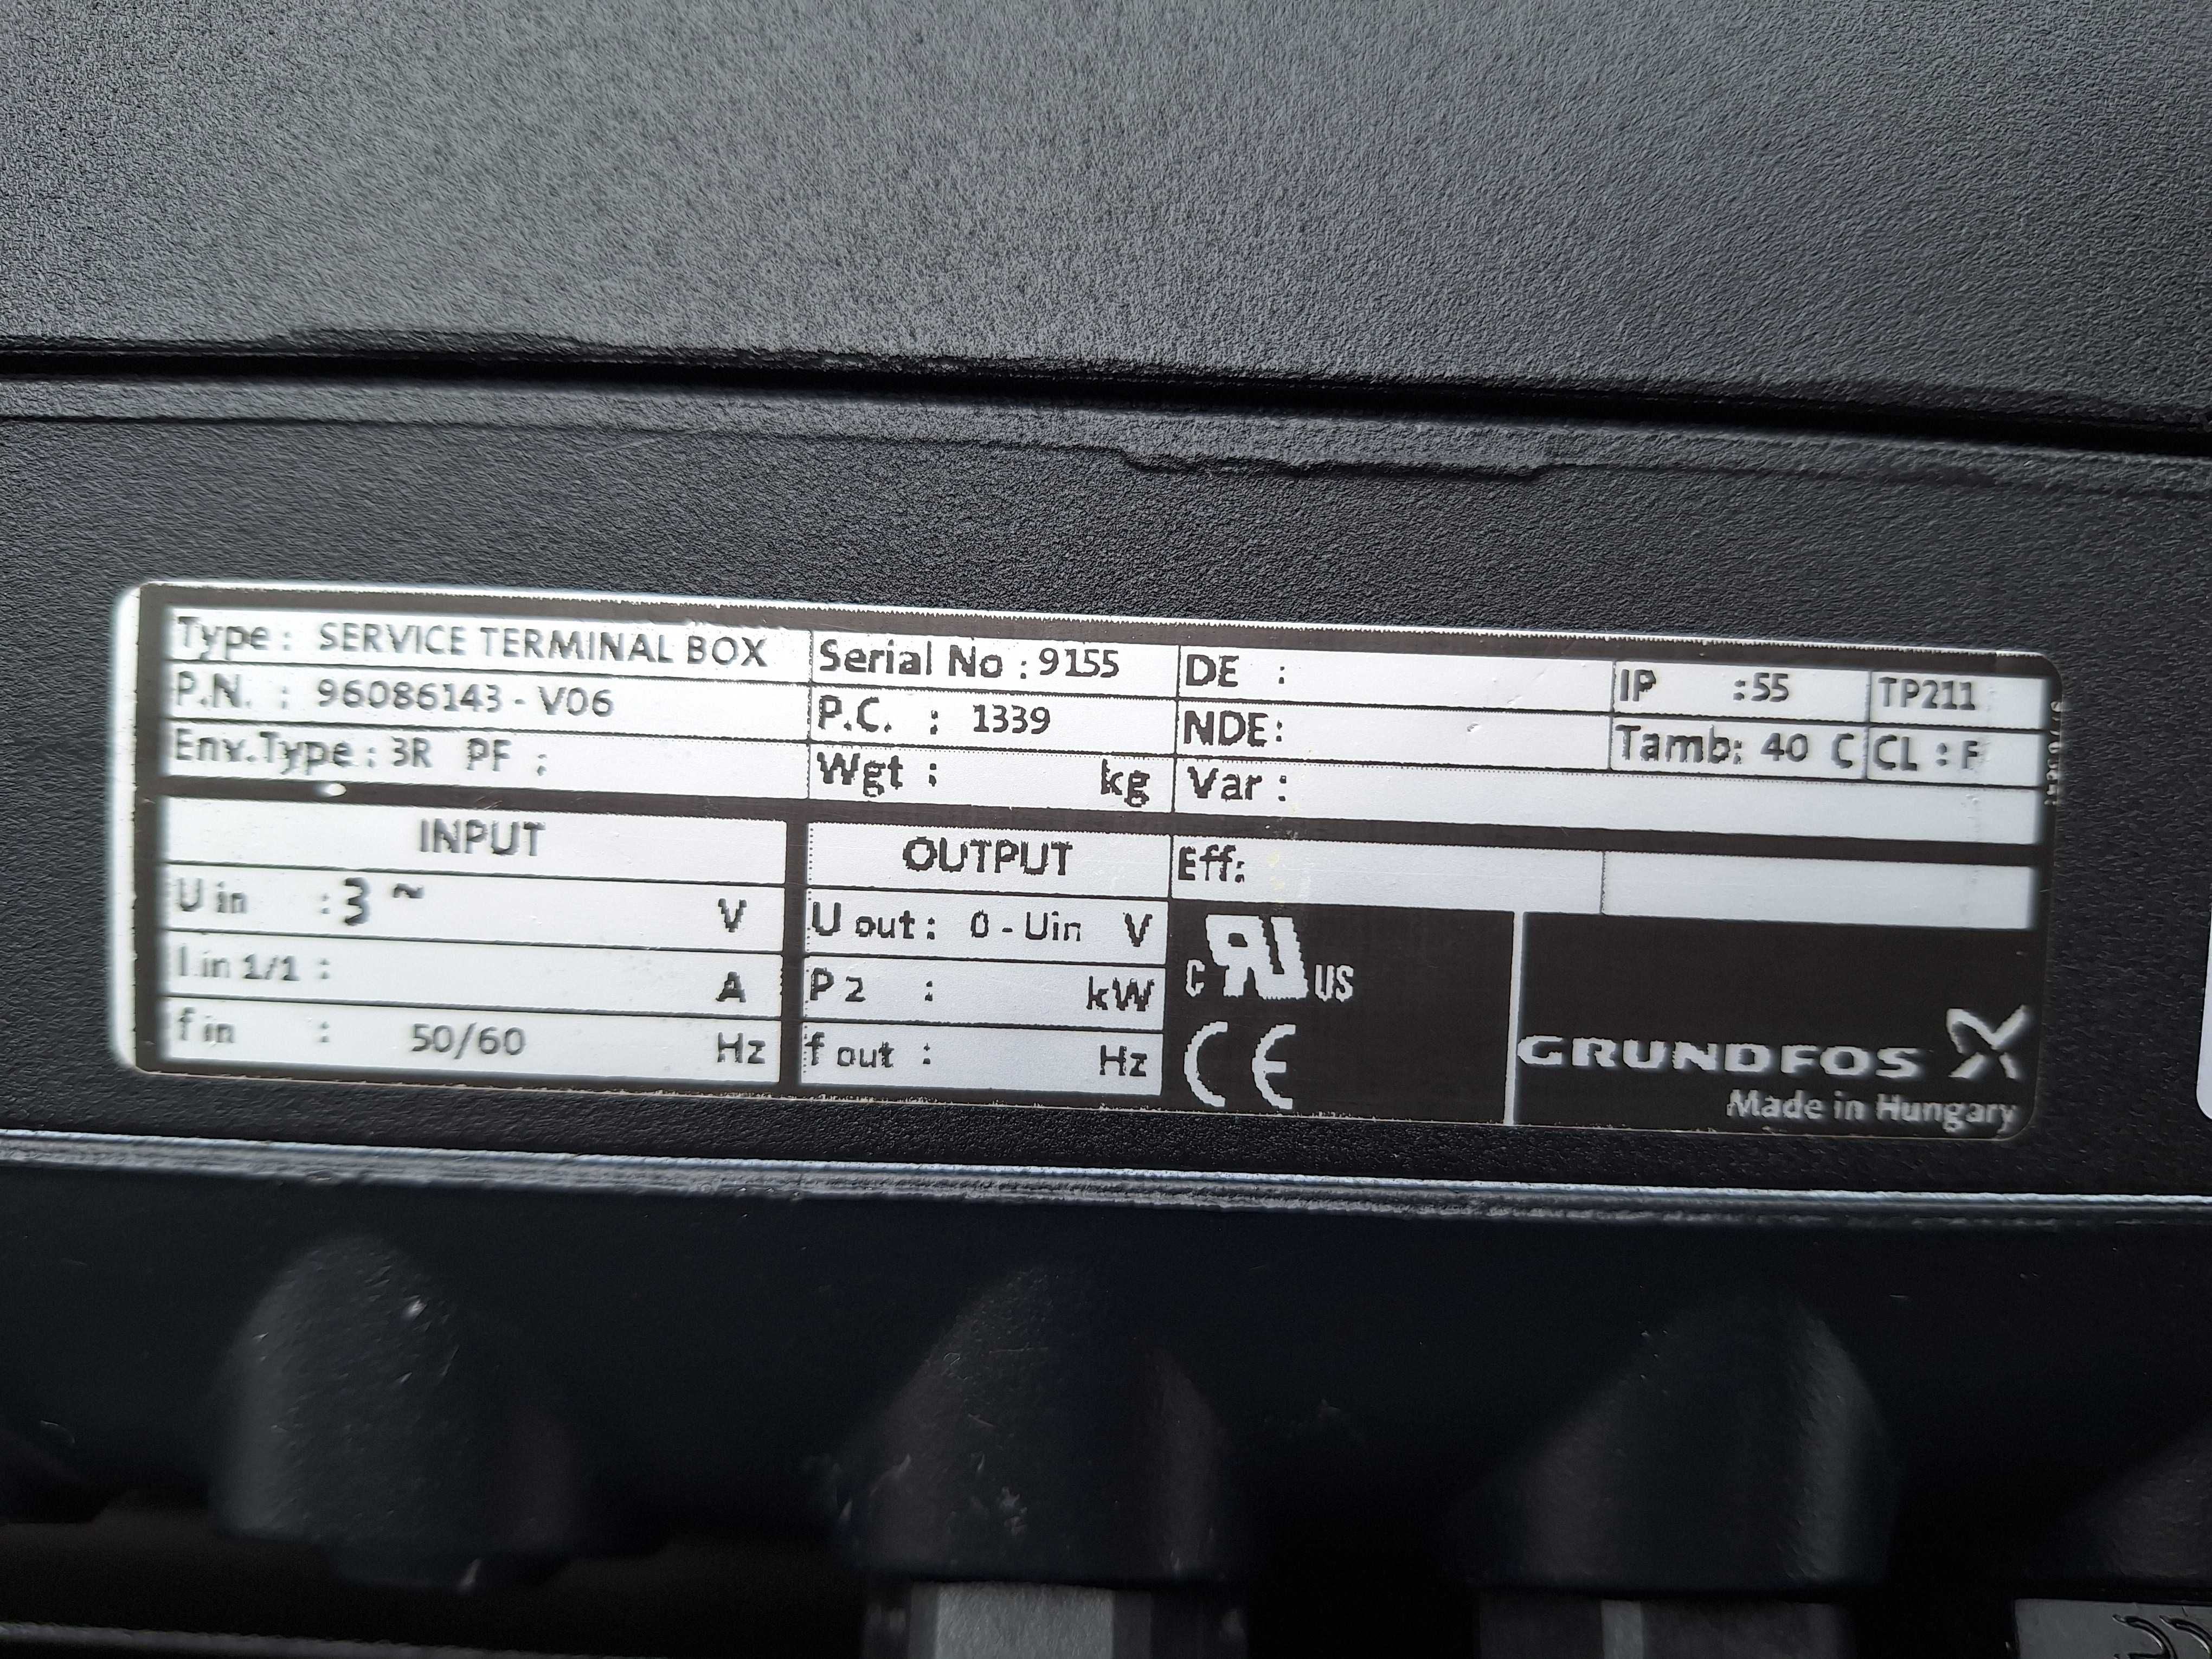 Type : SERVICE TERMINAL BOX
P.N. : 96086143 - V06
Env.Type : 3R PF :
Serial No : 9155
P.C. : 1339
Wgt : kg
DE :
NDE:
Var :
IP :55
TP211
Tamb: 40 C
CL : F
INPUT
U in : 3 ~ V
I in 1/1 : A
f in : 50/60 Hz
OUTPUT
U out : 0 - Uin V
P 2 : kW
f out : Hz
Eff:
C RU US
CE
GRUNDFOS
Made in Hungary